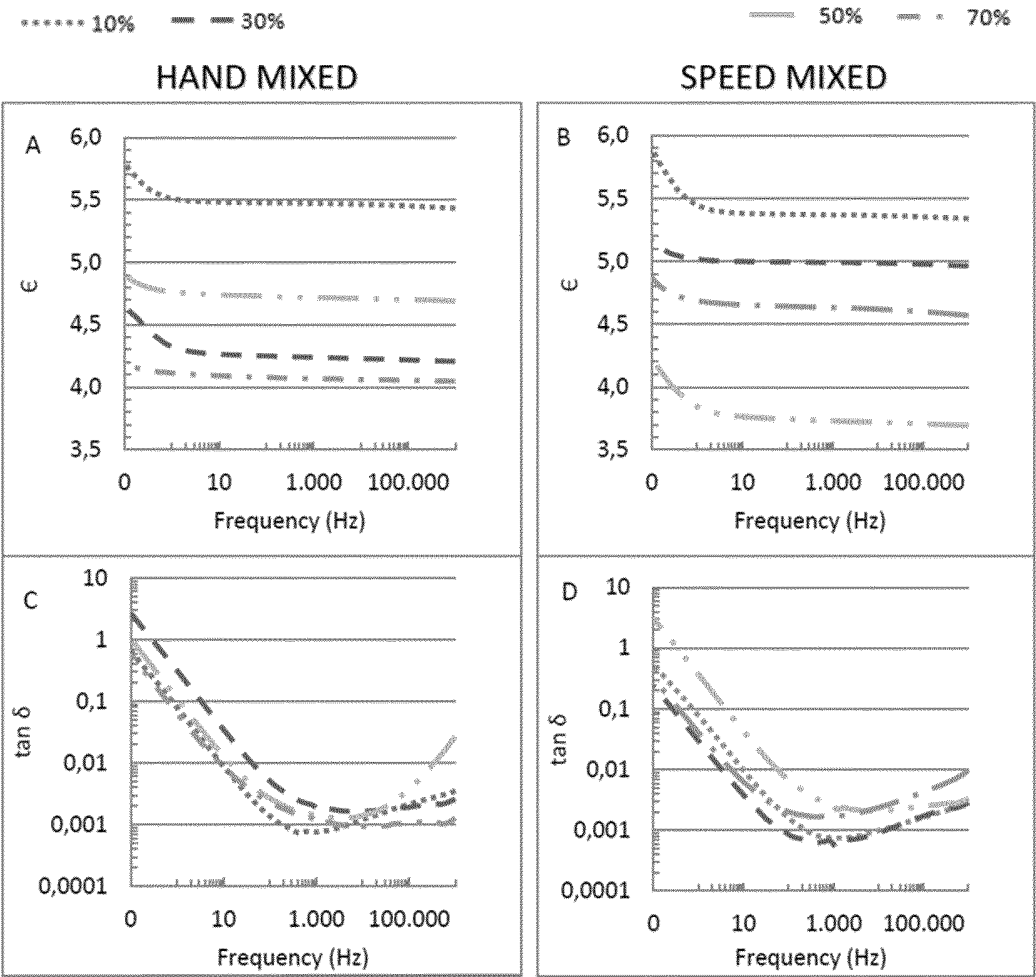 10% 30% 50% 70%
HAND MIXED SPEED MIXED
A
6,0
5,5
5,0
4,5
4,0
3,5
ϵ
0 10 1.000 100.000
Frequency (Hz)
B
6,0
5,5
5,0
4,5
4,0
3,5
ϵ
0 10 1.000 100.000
Frequency (Hz)
C
10
1
0,1
0,01
0,001
0,0001
tan δ
0 10 1.000 100.000
Frequency (Hz)
D
10
1
0,1
0,01
0,001
0,0001
tan δ
0 10 1.000 100.000
Frequency (Hz)